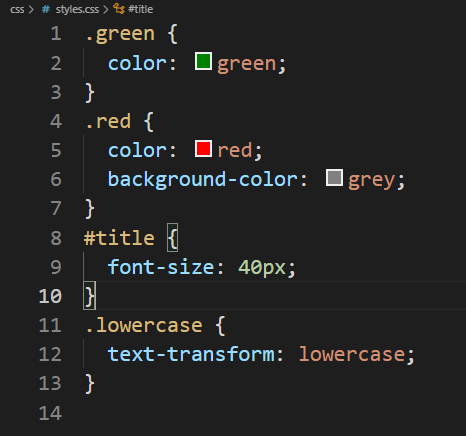 css > # styles.css > #title
1 .green {
2 color: green;
3 }
4 .red {
5 color: red;
6 background-color: grey;
7 }
8 #title {
9 font-size: 40px;
10 }
11 .lowercase {
12 text-transform: lowercase;
13 }
14